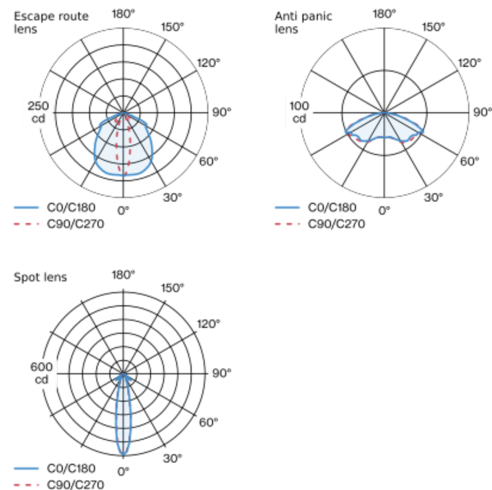 Escape route
lens
180°
150°
120°
250
cd
90°
60°
30°
0°
C0/C180
C90/C270
Anti panic
lens
180°
150°
120°
100
cd
90°
60°
30°
0°
C0/C180
C90/C270
Spot lens
180°
150°
120°
600
cd
90°
60°
30°
0°
C0/C180
C90/C270